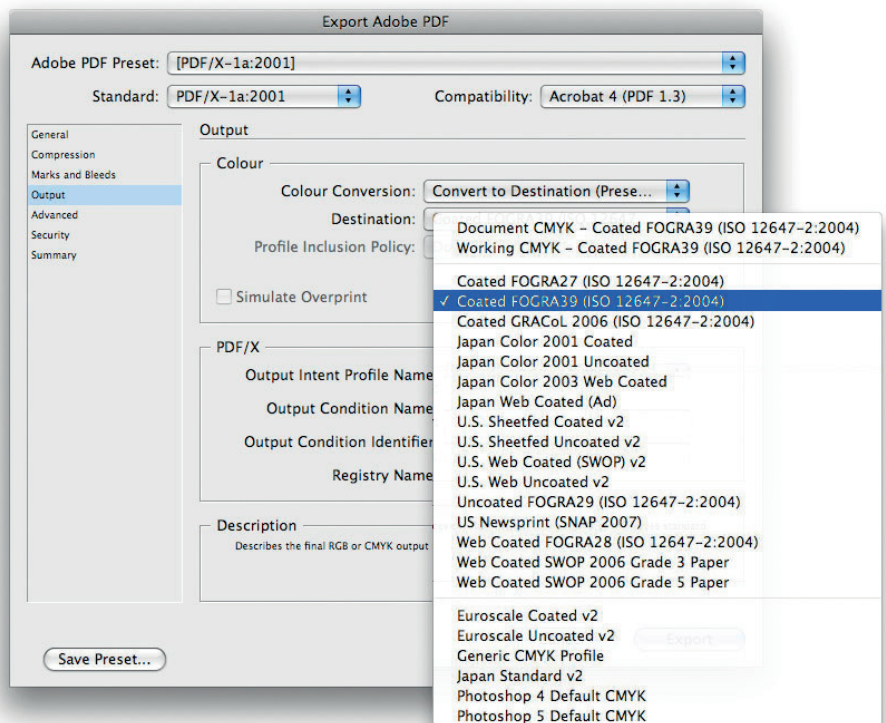 Export Adobe PDF
Adobe PDF Preset: [PDF/X-1a:2001]
Standard: PDF/X-1a:2001 Compatibility: Acrobat 4 (PDF 1.3)
General
Compression
Marks and Bleeds
Output
Advanced
Security
Summary
Output
Colour
Colour Conversion: Convert to Destination (Prese...
Destination:
Profile Inclusion Policy:
Simulate Overprint
PDF/X
Output Intent Profile Name
Output Condition Name
Output Condition Identifier
Registry Name
Description
Describes the final RGB or CMYK output
Document CMYK – Coated FOGRA39 (ISO 12647-2:2004)
Working CMYK – Coated FOGRA39 (ISO 12647-2:2004)
Coated FOGRA27 (ISO 12647-2:2004)
✓ Coated FOGRA39 (ISO 12647-2:2004)
Coated GRACoL 2006 (ISO 12647-2:2004)
Japan Color 2001 Coated
Japan Color 2001 Uncoated
Japan Color 2003 Web Coated
Japan Web Coated (Ad)
U.S. Sheetfed Coated v2
U.S. Sheetfed Uncoated v2
U.S. Web Coated (SWOP) v2
U.S. Web Uncoated v2
Uncoated FOGRA29 (ISO 12647-2:2004)
US Newsprint (SNAP 2007)
Web Coated FOGRA28 (ISO 12647-2:2004)
Web Coated SWOP 2006 Grade 3 Paper
Web Coated SWOP 2006 Grade 5 Paper
Euroscale Coated v2
Euroscale Uncoated v2
Generic CMYK Profile
Japan Standard v2
Photoshop 4 Default CMYK
Photoshop 5 Default CMYK
Save Preset...
Export